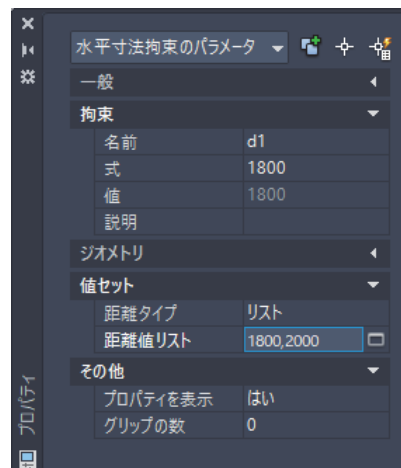 水平寸法拘束のパラメータ
一般
拘束
名前 d1
式 1800
値 1800
説明
ジオメトリ
値セット
距離タイプ リスト
距離値リスト 1800,2000
その他
プロパティを表示 はい
グリップの数 0
プロパティ